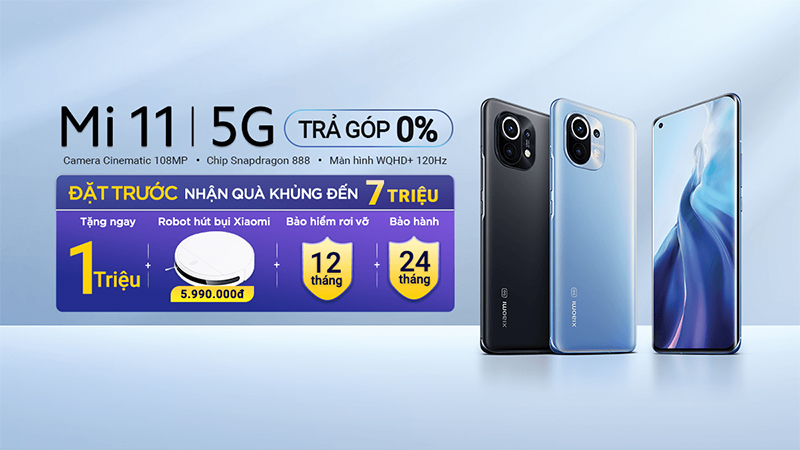 Mi 11 | 5G TRẢ GÓP 0%
Camera Cinematic 108MP • Chip Snapdragon 888 • Màn hình WQHD+ 120Hz
ĐẶT TRƯỚC NHẬN QUÀ KHỦNG ĐẾN 7 TRIỆU
Tặng ngay Robot hút bụi Xiaomi Bảo hiểm rơi vỡ Bảo hành
1 Triệu + 5.990.000đ + 12 tháng + 24 tháng
xiaomi
xiaomi